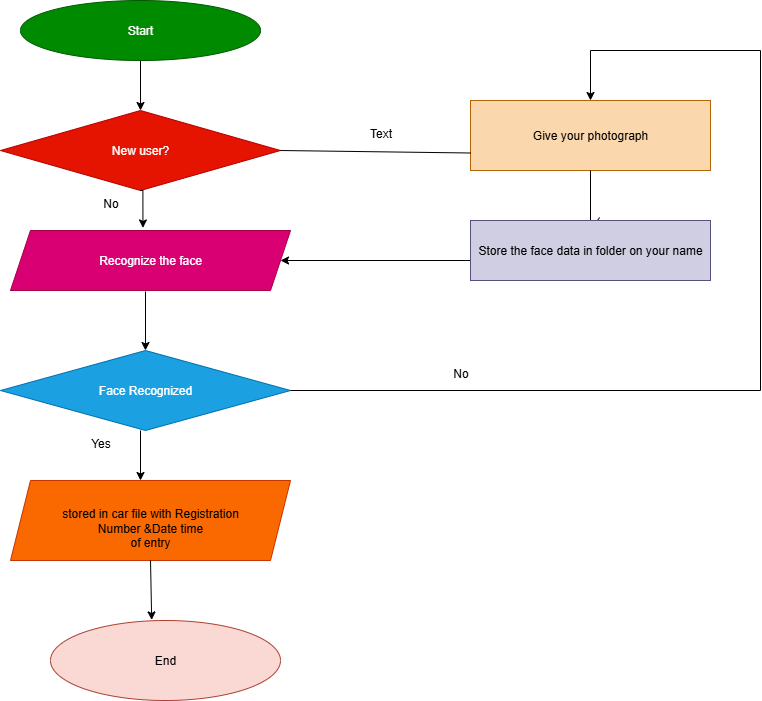 Start
New user?
Text
Give your photograph
No
Recognize the face
Store the face data in folder on your name
Face Recognized
No
Yes
stored in car file with Registration
Number &Date time
of entry
End